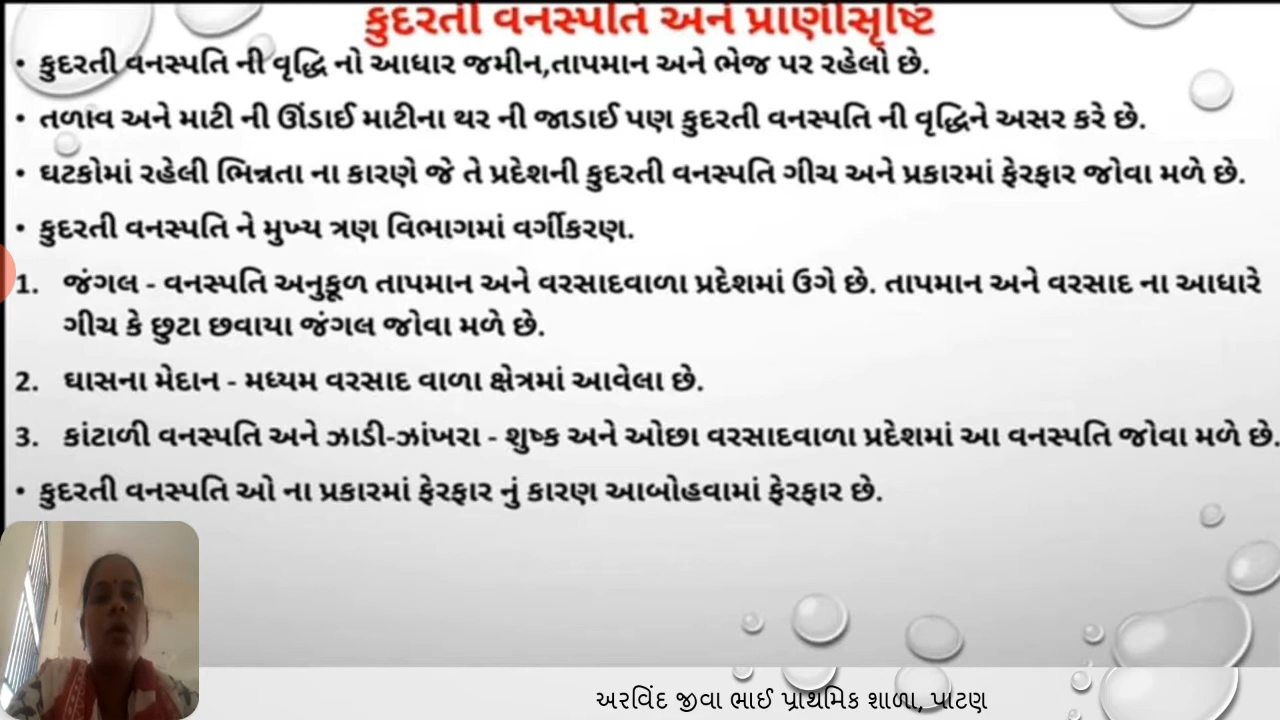 કુદરતી વનસ્પતિ અને પ્રાણીસૃષ્ટિ
• કુદરતી વનસ્પતિ ની વૃદ્ધિ નો આધાર જમીન,તાપમાન અને ભેજ પર રહેલો છે.
• તળાવ અને માટી ની ઊંડાઈ માટીના થર ની જાડાઈ પણ કુદરતી વનસ્પતિ ની વૃદ્ધિને અસર કરે છે.
• ઘટકોમાં રહેલી ભિન્નતા ના કારણે જે તે પ્રદેશની કુદરતી વનસ્પતિ ગીચ અને પ્રકારમાં ફેરફાર જોવા મળે છે.
• કુદરતી વનસ્પતિ ને મુખ્ય ત્રણ વિભાગમાં વર્ગીકરણ.
1. જંગલ - વનસ્પતિ અનુકૂળ તાપમાન અને વરસાદવાળા પ્રદેશમાં ઉગે છે. તાપમાન અને વરસાદ ના આધારે
ગીચ કે છુટા છવાયા જંગલ જોવા મળે છે.
2. ઘાસના મેદાન - મધ્યમ વરસાદ વાળા ક્ષેત્રમાં આવેલા છે.
3. કાંટાળી વનસ્પતિ અને ઝાડી-ઝાંખરા - શુષ્ક અને ઓછા વરસાદવાળા પ્રદેશમાં આ વનસ્પતિ જોવા મળે છે.
• કુદરતી વનસ્પતિ ઓ ના પ્રકારમાં ફેરફાર નું કારણ આબોહવામાં ફેરફાર છે.
અરવિંદ જીવા ભાઈ પ્રાથમિક શાળા, પાટણ